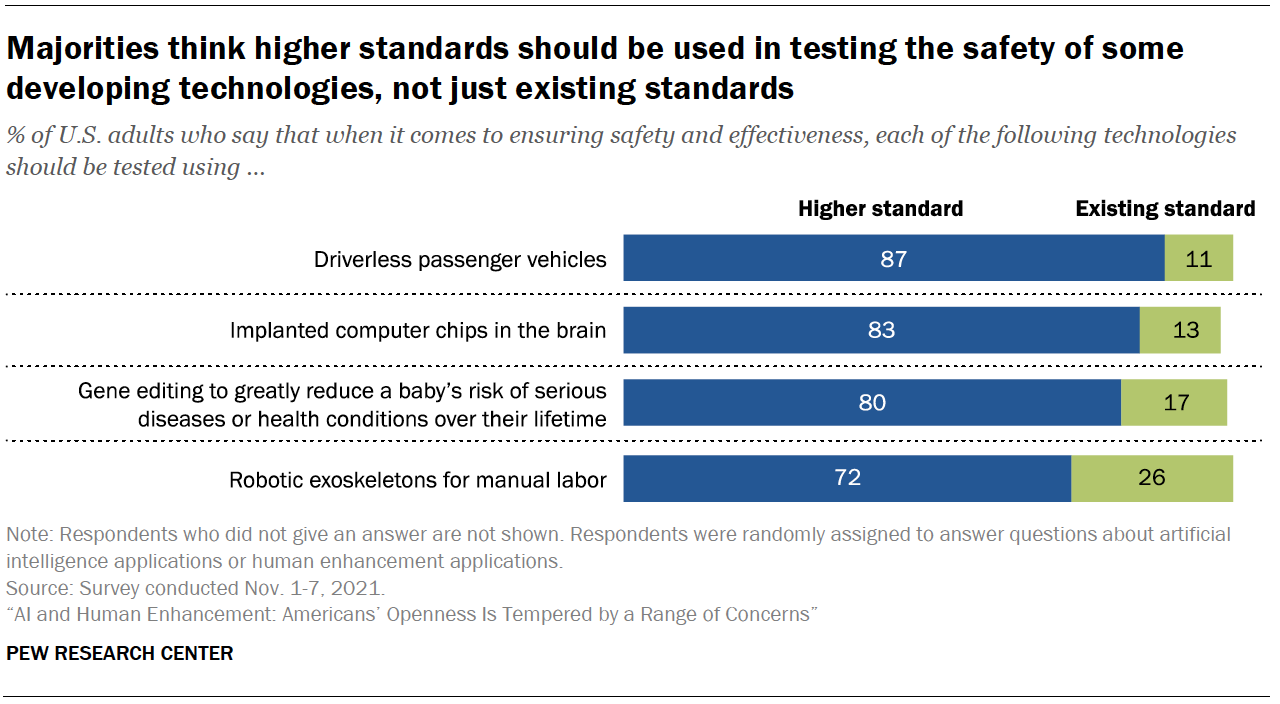 Majorities think higher standards should be used in testing the safety of some
developing technologies, not just existing standards
% of U.S. adults who say that when it comes to ensuring safety and effectiveness, each of the following technologies
should be tested using ...
Higher standard Existing standard
Driverless passenger vehicles 87 11
Implanted computer chips in the brain 83 13
Gene editing to greatly reduce a baby’s risk of serious
diseases or health conditions over their lifetime 80 17
Robotic exoskeletons for manual labor 72 26
Note: Respondents who did not give an answer are not shown. Respondents were randomly assigned to answer questions about artificial
intelligence applications or human enhancement applications.
Source: Survey conducted Nov. 1-7, 2021.
“AI and Human Enhancement: Americans’ Openness Is Tempered by a Range of Concerns”
PEW RESEARCH CENTER